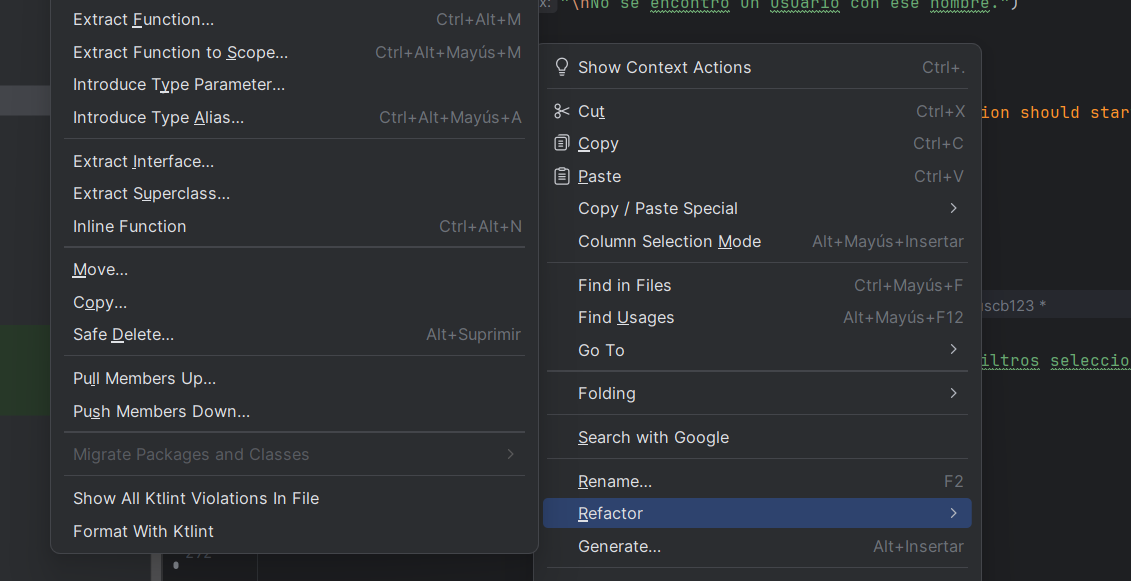 Extract Function... Ctrl+Alt+M
Extract Function to Scope... Ctrl+Alt+Mayús+M
Introduce Type Parameter...
Introduce Type Alias... Ctrl+Alt+Mayús+A
Extract Interface...
Extract Superclass...
Inline Function Ctrl+Alt+N
Move...
Copy...
Safe Delete... Alt+Suprimir
Pull Members Up...
Push Members Down...
Migrate Packages and Classes
Show All Ktlint Violations In File
Format With Ktlint
x: "\nNo se encontro un usuario con ese nombre.")
Show Context Actions Ctrl+.
Cut Ctrl+X
Copy Ctrl+C
Paste Ctrl+V
Copy / Paste Special
Column Selection Mode Alt+Mayús+Insertar
Find in Files Ctrl+Mayús+F
Find Usages Alt+Mayús+F12
Go To
Folding
Search with Google
Rename... F2
Refactor
Generate... Alt+Insertar
ion should star
scb123 *
iltros seleccio